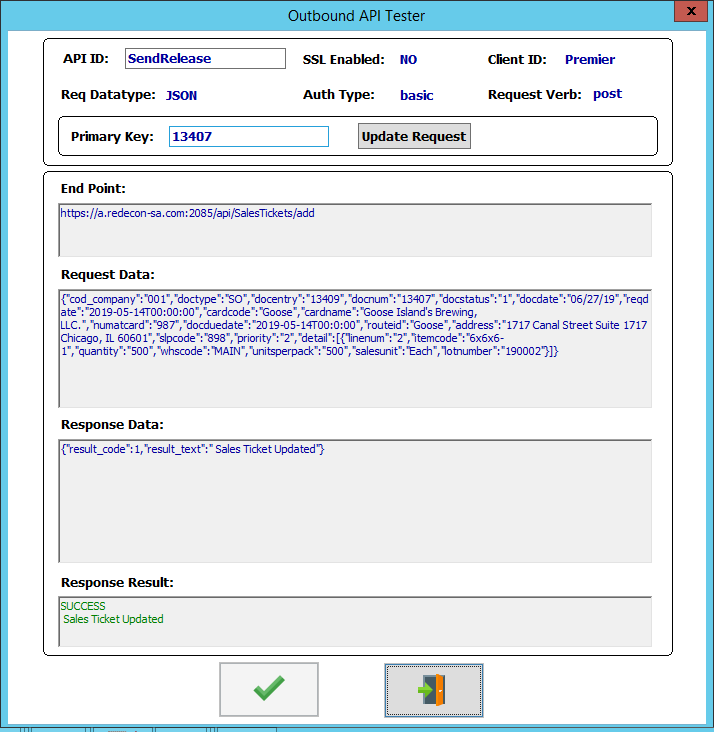 Outbound API Tester
x
API ID: SendRelease SSL Enabled: NO Client ID: Premier
Req Datatype: JSON Auth Type: basic Request Verb: post
Primary Key: 13407 Update Request
End Point:
https://a.redecon-sa.com:2085/api/SalesTickets/add
Request Data:
{"cod_company":"001","doctype":"SO","docentry":"13409","docnum":"13407","docstatus":"1","docdate":"06/27/19","reqd
ate":"2019-05-14T00:00:00","cardcode":"Goose","cardname":"Goose Island's Brewing,
LLC.","numatcard":"987","docduedate":"2019-05-14T00:00:00","routeid":"Goose","address":"1717 Canal Street Suite 1717
Chicago, IL 60601","slpcode":"898","priority":"2","detail":[{"linenum":"2","itemcode":"6x6x6-
1","quantity":"500","whscode":"MAIN","unitsperpack":"500","salesunit":"Each","lotnumber":"190002"}]}
Response Data:
{"result_code":1,"result_text":" Sales Ticket Updated"}
Response Result:
SUCCESS
Sales Ticket Updated